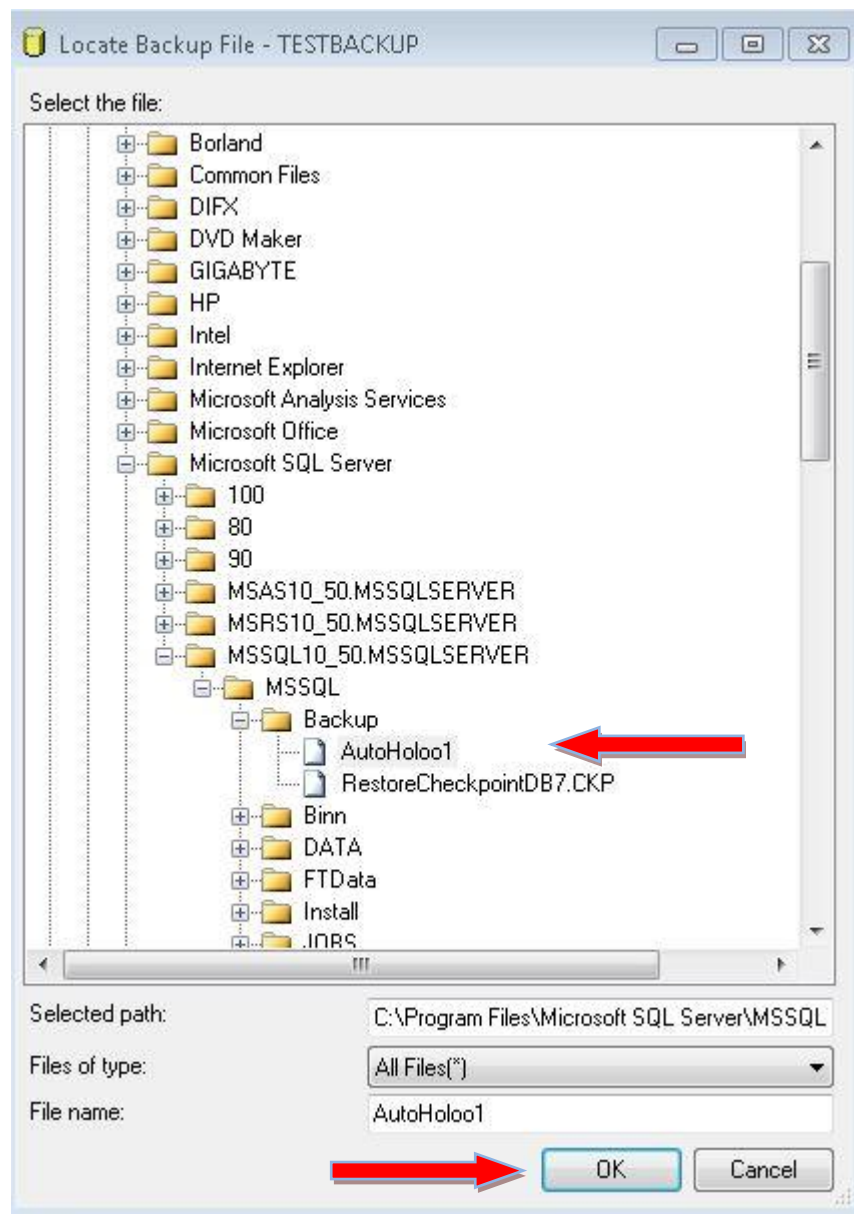 Locate Backup File - TESTBACKUP
Select the file:
Borland
Common Files
DIFX
DVD Maker
GIGABYTE
HP
Intel
Internet Explorer
Microsoft Analysis Services
Microsoft Office
Microsoft SQL Server
100
80
90
MSAS10_50.MSSQLSERVER
MSRS10_50.MSSQLSERVER
MSSQL10_50.MSSQLSERVER
MSSQL
Backup
AutoHoloo1
RestoreCheckpointDB7.CKP
Binn
DATA
FTData
Install
JOBS
Selected path: C:\Program Files\Microsoft SQL Server\MSSQL
Files of type: All Files(*)
File name: AutoHoloo1
OK Cancel